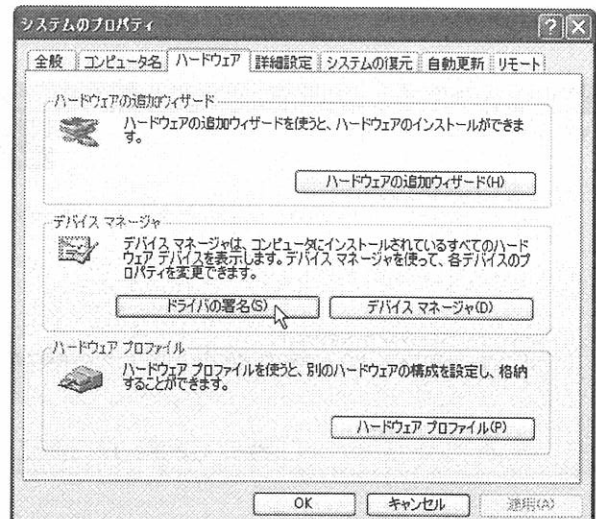 システムのプロパティ
全般 コンピュータ名 ハードウェア 詳細設定 システムの復元 自動更新 リモート
ハードウェアの追加ウィザード
ハードウェアの追加ウィザードを使うと、ハードウェアのインストールができま
す。
ハードウェアの追加ウィザード(H)
デバイス マネージャ
デバイス マネージャは、コンピュータにインストールされているすべてのハード
ウェア デバイスを表示します。デバイス マネージャを使って、各デバイスのプ
ロパティを変更できます。
ドライバの署名(S) デバイス マネージャ(D)
ハードウェア プロファイル
ハードウェア プロファイルを使うと、別のハードウェアの構成を設定し、格納
することができます。
ハードウェア プロファイル(P)
OK キャンセル 適用(A)